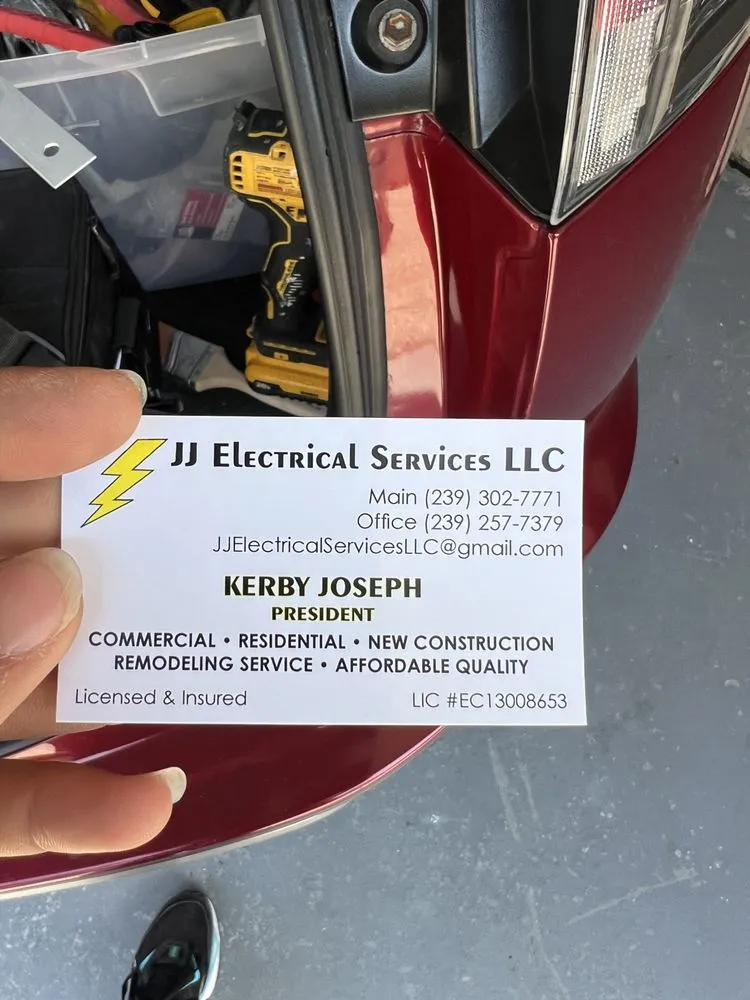 JJ Electrical Services LLC
Main (239) 302-7771
Office (239) 257-7379
JJElectricalServicesLLC@gmail.com
KERBY JOSEPH
PRESIDENT
COMMERCIAL • RESIDENTIAL • NEW CONSTRUCTION
REMODELING SERVICE • AFFORDABLE QUALITY
Licensed & Insured
LIC #EC13008653